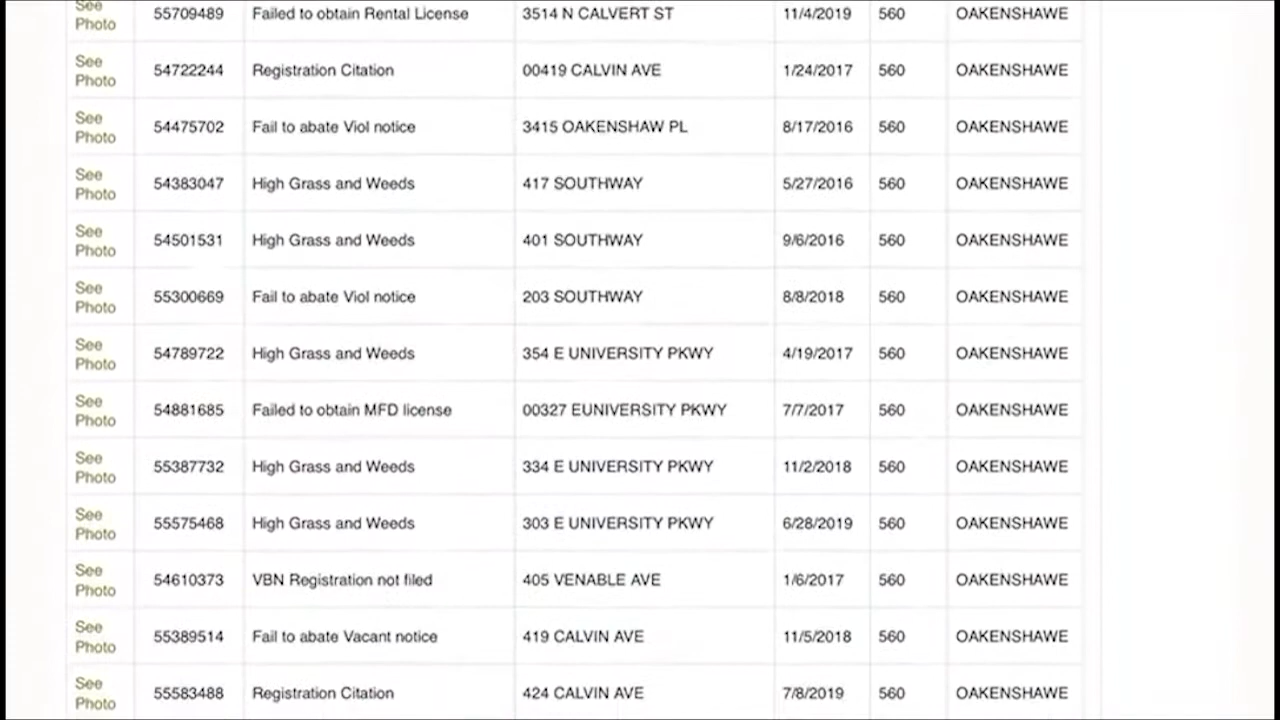 See
Photo 55709489 Failed to obtain Rental License 3514 N CALVERT ST 11/4/2019 560 OAKENSHAWE
See
Photo 54722244 Registration Citation 00419 CALVIN AVE 1/24/2017 560 OAKENSHAWE
See
Photo 54475702 Fail to abate Viol notice 3415 OAKENSHAW PL 8/17/2016 560 OAKENSHAWE
See
Photo 54383047 High Grass and Weeds 417 SOUTHWAY 5/27/2016 560 OAKENSHAWE
See
Photo 54501531 High Grass and Weeds 401 SOUTHWAY 9/6/2016 560 OAKENSHAWE
See
Photo 55300669 Fail to abate Viol notice 203 SOUTHWAY 8/8/2018 560 OAKENSHAWE
See
Photo 54789722 High Grass and Weeds 354 E UNIVERSITY PKWY 4/19/2017 560 OAKENSHAWE
See
Photo 54881685 Failed to obtain MFD license 00327 EUNIVERSITY PKWY 7/7/2017 560 OAKENSHAWE
See
Photo 55387732 High Grass and Weeds 334 E UNIVERSITY PKWY 11/2/2018 560 OAKENSHAWE
See
Photo 55575468 High Grass and Weeds 303 E UNIVERSITY PKWY 6/28/2019 560 OAKENSHAWE
See
Photo 54610373 VBN Registration not filed 405 VENABLE AVE 1/6/2017 560 OAKENSHAWE
See
Photo 55389514 Fail to abate Vacant notice 419 CALVIN AVE 11/5/2018 560 OAKENSHAWE
See
Photo 55583488 Registration Citation 424 CALVIN AVE 7/8/2019 560 OAKENSHAWE